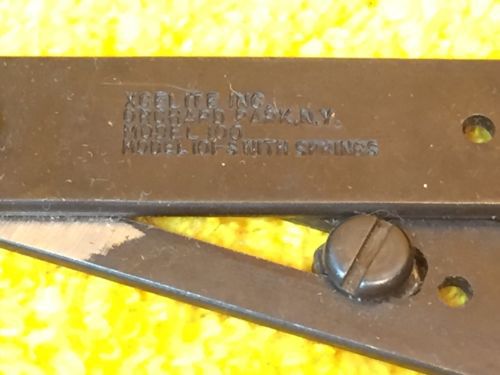 XCELITE INC.
ORCHARD PARK, N.Y.
MODEL 100
MODEL 101-S WITH SPRINGS